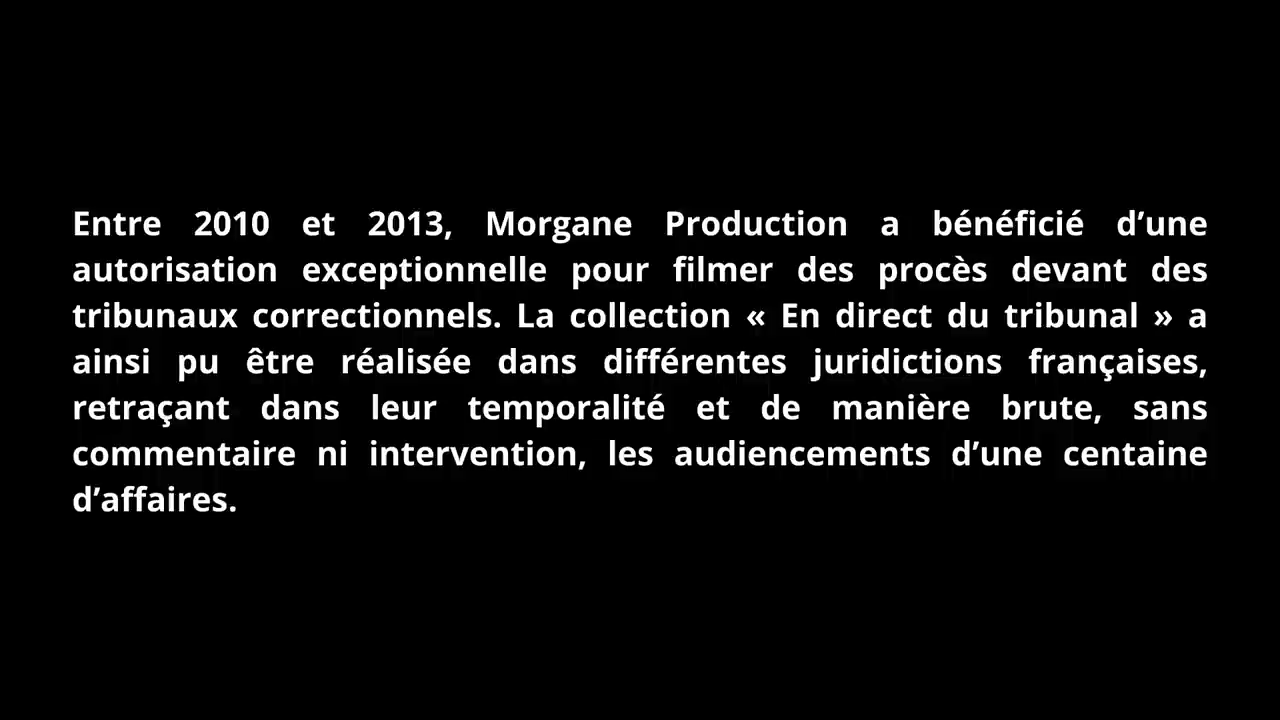 Entre 2010 et 2013, Morgane Production a bénéficié d’une
autorisation exceptionnelle pour filmer des procès devant des
tribunaux correctionnels. La collection « En direct du tribunal » a
ainsi pu être réalisée dans différentes juridictions françaises,
retraçant dans leur temporalité et de manière brute, sans
commentaire ni intervention, les audiencements d’une centaine
d’affaires.